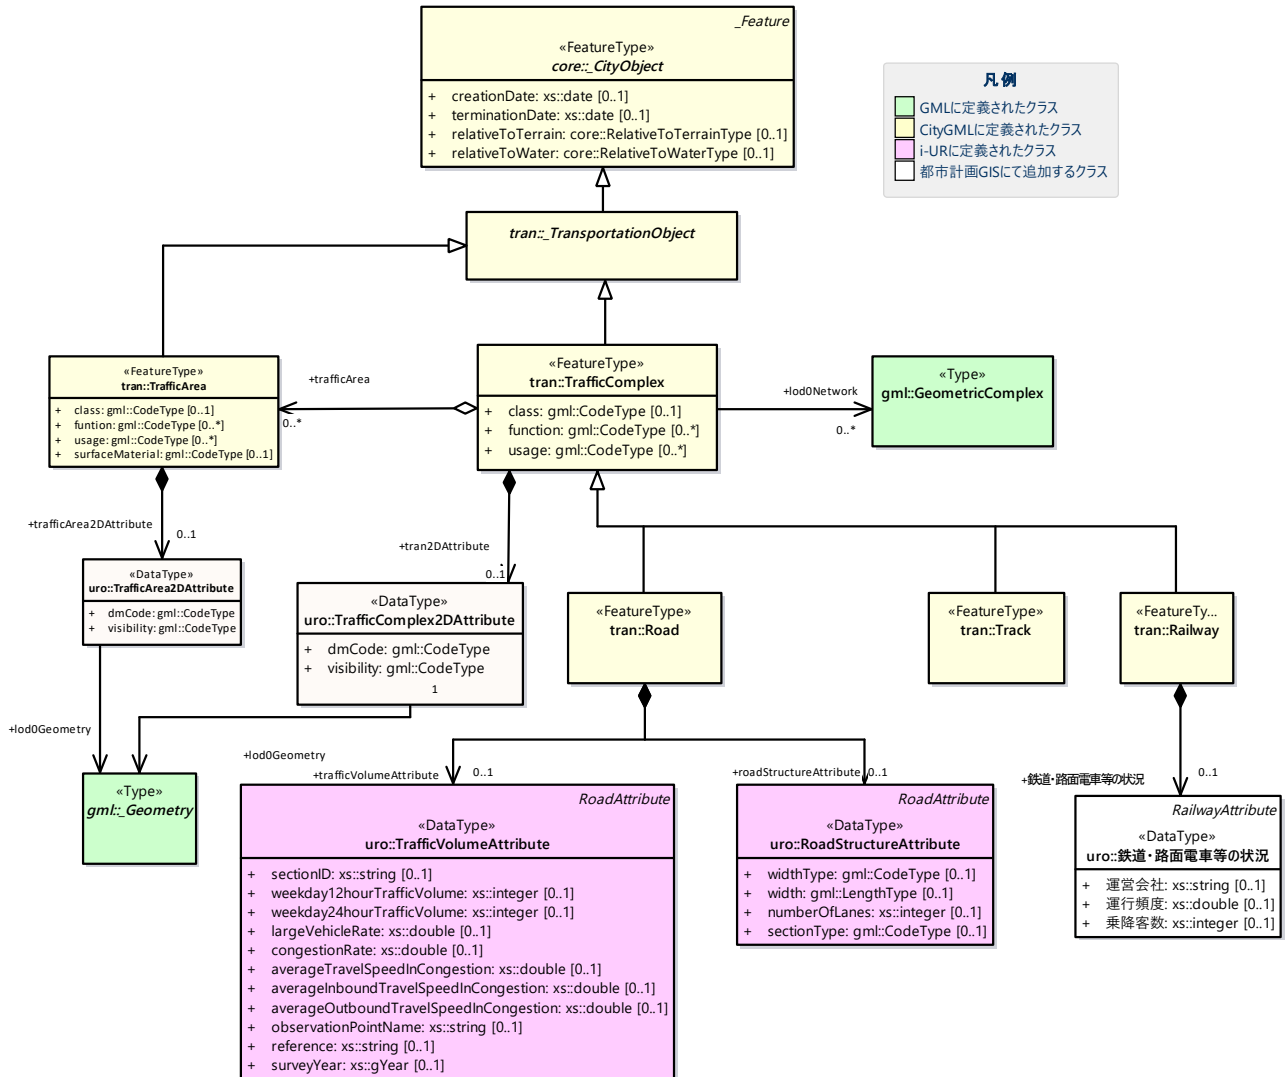 _Feature
«FeatureType»
core::_CityObject
+ creationDate: xs::date [0..1]
+ terminationDate: xs::date [0..1]
+ relativeToTerrain: core::RelativeToTerrainType [0..1]
+ relativeToWater: core::RelativeToWaterType [0..1]
凡例
GMLに定義されたクラス
CityGMLに定義されたクラス
i-URに定義されたクラス
都市計画GISにて追加するクラス
tran::_TransportationObject
«FeatureType»
tran::TrafficArea
+ class: gml::CodeType [0..1]
+ funtion: gml::CodeType [0..*]
+ usage: gml::CodeType [0..*]
+ surfaceMaterial: gml::CodeType [0..1]
+trafficArea
0..*
«FeatureType»
tran::TrafficComplex
+ class: gml::CodeType [0..1]
+ function: gml::CodeType [0..*]
+ usage: gml::CodeType [0..*]
+lod0Network
0..*
«Type»
gml::GeometricComplex
+trafficArea2DAttribute
0..1
+tran2DAttribute
0..1
«DataType»
uro::TrafficArea2DAttribute
+ dmCode: gml::CodeType
+ visibility: gml::CodeType
«DataType»
uro::TrafficComplex2DAttribute
+ dmCode: gml::CodeType
+ visibility: gml::CodeType
1
«FeatureType»
tran::Road
«FeatureType»
tran::Track
«FeatureTy...
tran::Railway
+lod0Geometry
+lod0Geometry
+trafficVolumeAttribute
0..1
+roadStructureAttribute
0..1
+鉄道・路面電車等の状況
0..1
«Type»
gml::_Geometry
RoadAttribute
«DataType»
uro::TrafficVolumeAttribute
+ sectionID: xs::string [0..1]
+ weekday12hourTrafficVolume: xs::integer [0..1]
+ weekday24hourTrafficVolume: xs::integer [0..1]
+ largeVehicleRate: xs::double [0..1]
+ congestionRate: xs::double [0..1]
+ averageTravelSpeedInCongestion: xs::double [0..1]
+ averageInboundTravelSpeedInCongestion: xs::double [0..1]
+ averageOutboundTravelSpeedInCongestion: xs::double [0..1]
+ observationPointName: xs::string [0..1]
+ reference: xs::string [0..1]
+ surveyYear: xs::gYear [0..1]
RoadAttribute
«DataType»
uro::RoadStructureAttribute
+ widthType: gml::CodeType [0..1]
+ width: gml::LengthType [0..1]
+ numberOfLanes: xs::integer [0..1]
+ sectionType: gml::CodeType [0..1]
RailwayAttribute
«DataType»
uro::鉄道・路面電車等の状況
+ 運営会社: xs::string [0..1]
+ 運行頻度: xs::double [0..1]
+ 乗降客数: xs::integer [0..1]